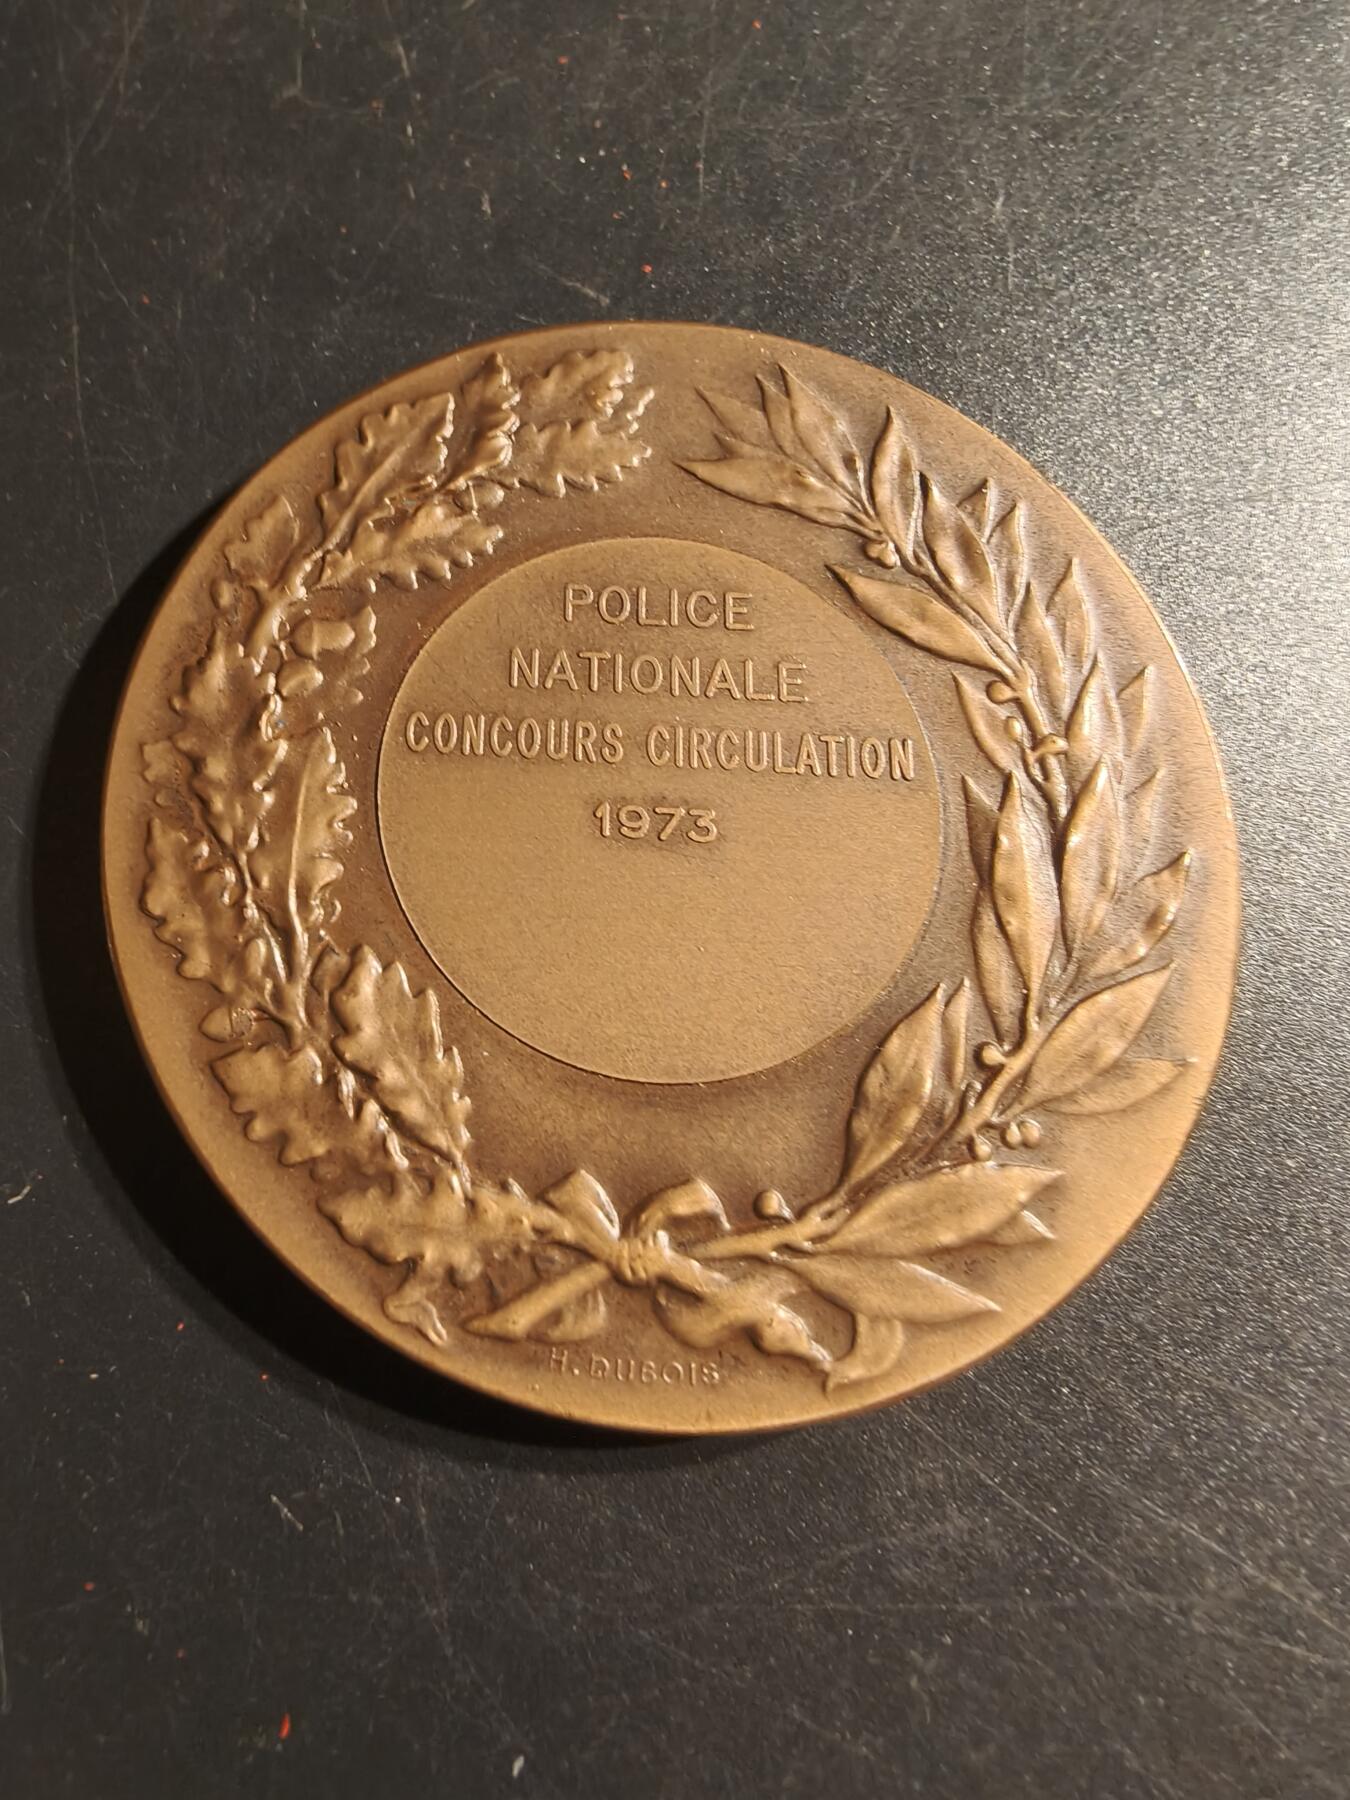 POLICE
NATIONALE
CONCOURS CIRCULATION
1973
H. DUBOIS